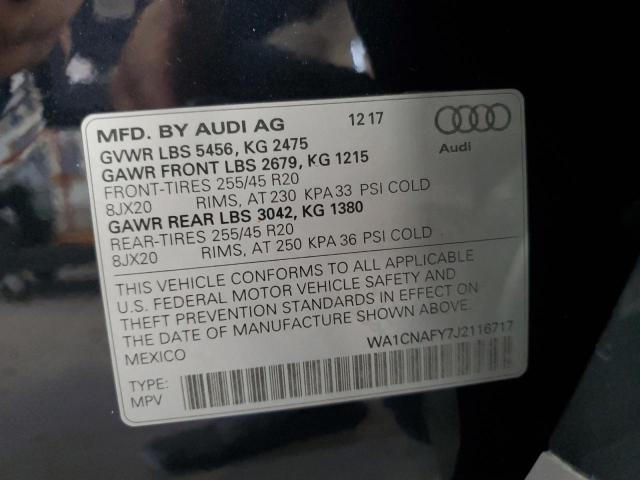 MFD. BY AUDI AG 12 17
GVWR LBS 5456, KG 2475
GAWR FRONT LBS 2679, KG 1215
FRONT-TIRES 255/45 R20
8JX20 RIMS, AT 230 KPA 33 PSI COLD
GAWR REAR LBS 3042, KG 1380
REAR-TIRES 255/45 R20
8JX20 RIMS, AT 250 KPA 36 PSI COLD
Audi
THIS VEHICLE CONFORMS TO ALL APPLICABLE
U.S. FEDERAL MOTOR VEHICLE SAFETY AND
THEFT PREVENTION STANDARDS IN EFFECT ON
THE DATE OF MANUFACTURE SHOWN ABOVE.
MEXICO
WA1CNAFY7J2116717
TYPE:
MPV